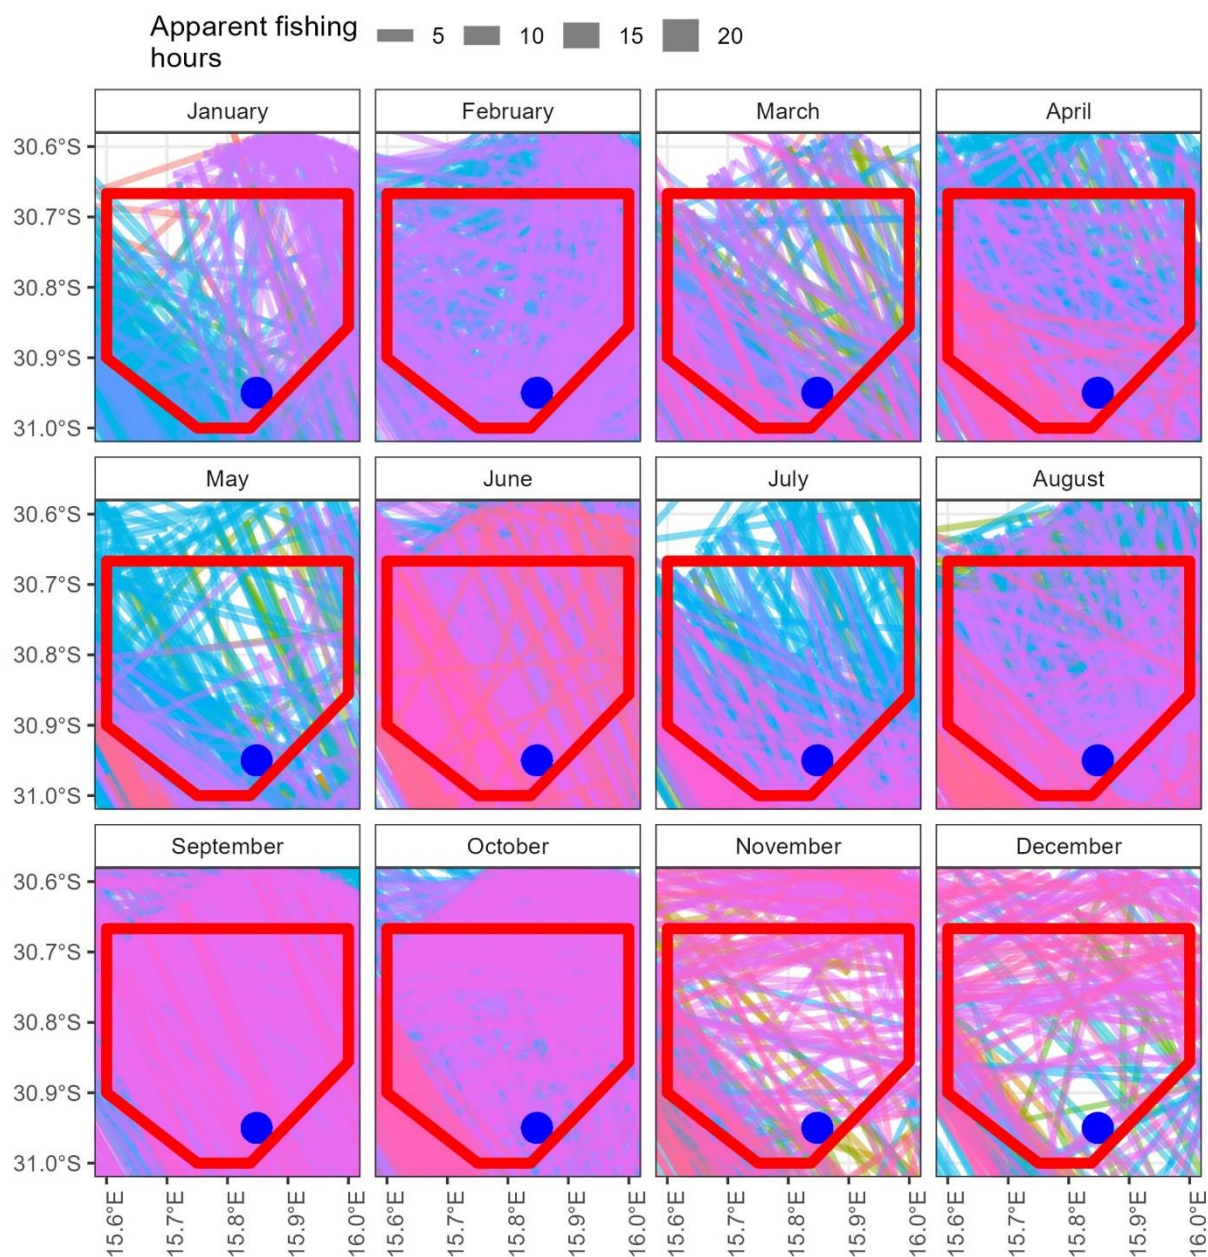 Apparent fishing
hours
5 10 15 20
January February March April
30.6°S
30.7°S
30.8°S
30.9°S
31.0°S
May June July August
30.6°S
30.7°S
30.8°S
30.9°S
31.0°S
September October November December
30.6°S
30.7°S
30.8°S
30.9°S
31.0°S
15.6°E 15.7°E 15.8°E 15.9°E 16.0°E 15.6°E 15.7°E 15.8°E 15.9°E 16.0°E 15.6°E 15.7°E 15.8°E 15.9°E 16.0°E 15.6°E 15.7°E 15.8°E 15.9°E 16.0°E